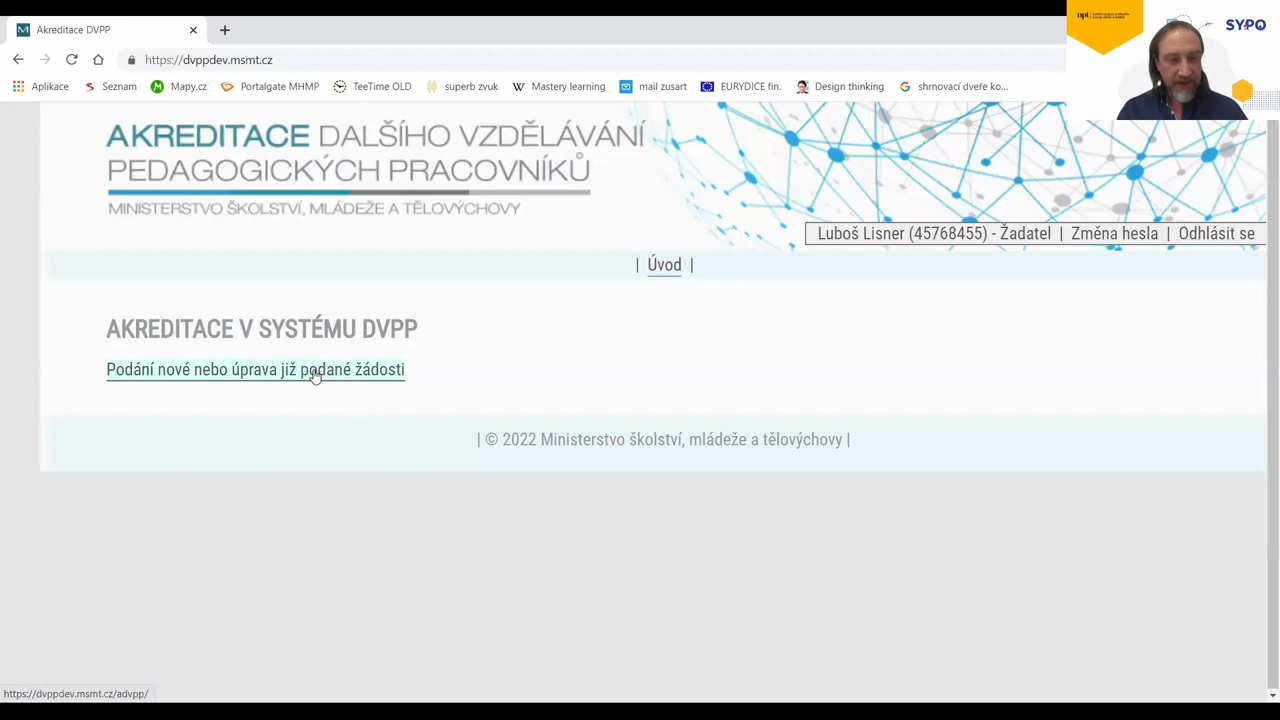 Akreditace DVPP
https://dvppdev.msmt.cz
Aplikace
Seznam
Mapy.cz
Portalgate MHMP
TeeTime OLD
superb zvuk
Mastery learning
mail zusart
EURYDICE fin.
Design thinking
shrnovací dveře ko...
npi
SYPO
AKREDITACE DALŠÍHO VZDĚLÁVÁNÍ
PEDAGOGICKÝCH PRACOVNÍKŮ
MINISTERSTVO ŠKOLSTVÍ, MLÁDEŽE A TĚLOVÝCHOVY
Luboš Lisner (45768455) - Žadatel | Změna hesla | Odhlásit se
| Úvod |
AKREDITACE V SYSTÉMU DVPP
Podání nové nebo úprava již podané žádosti
| © 2022 Ministerstvo školství, mládeže a tělovýchovy |
https://dvppdev.msmt.cz/advpp/